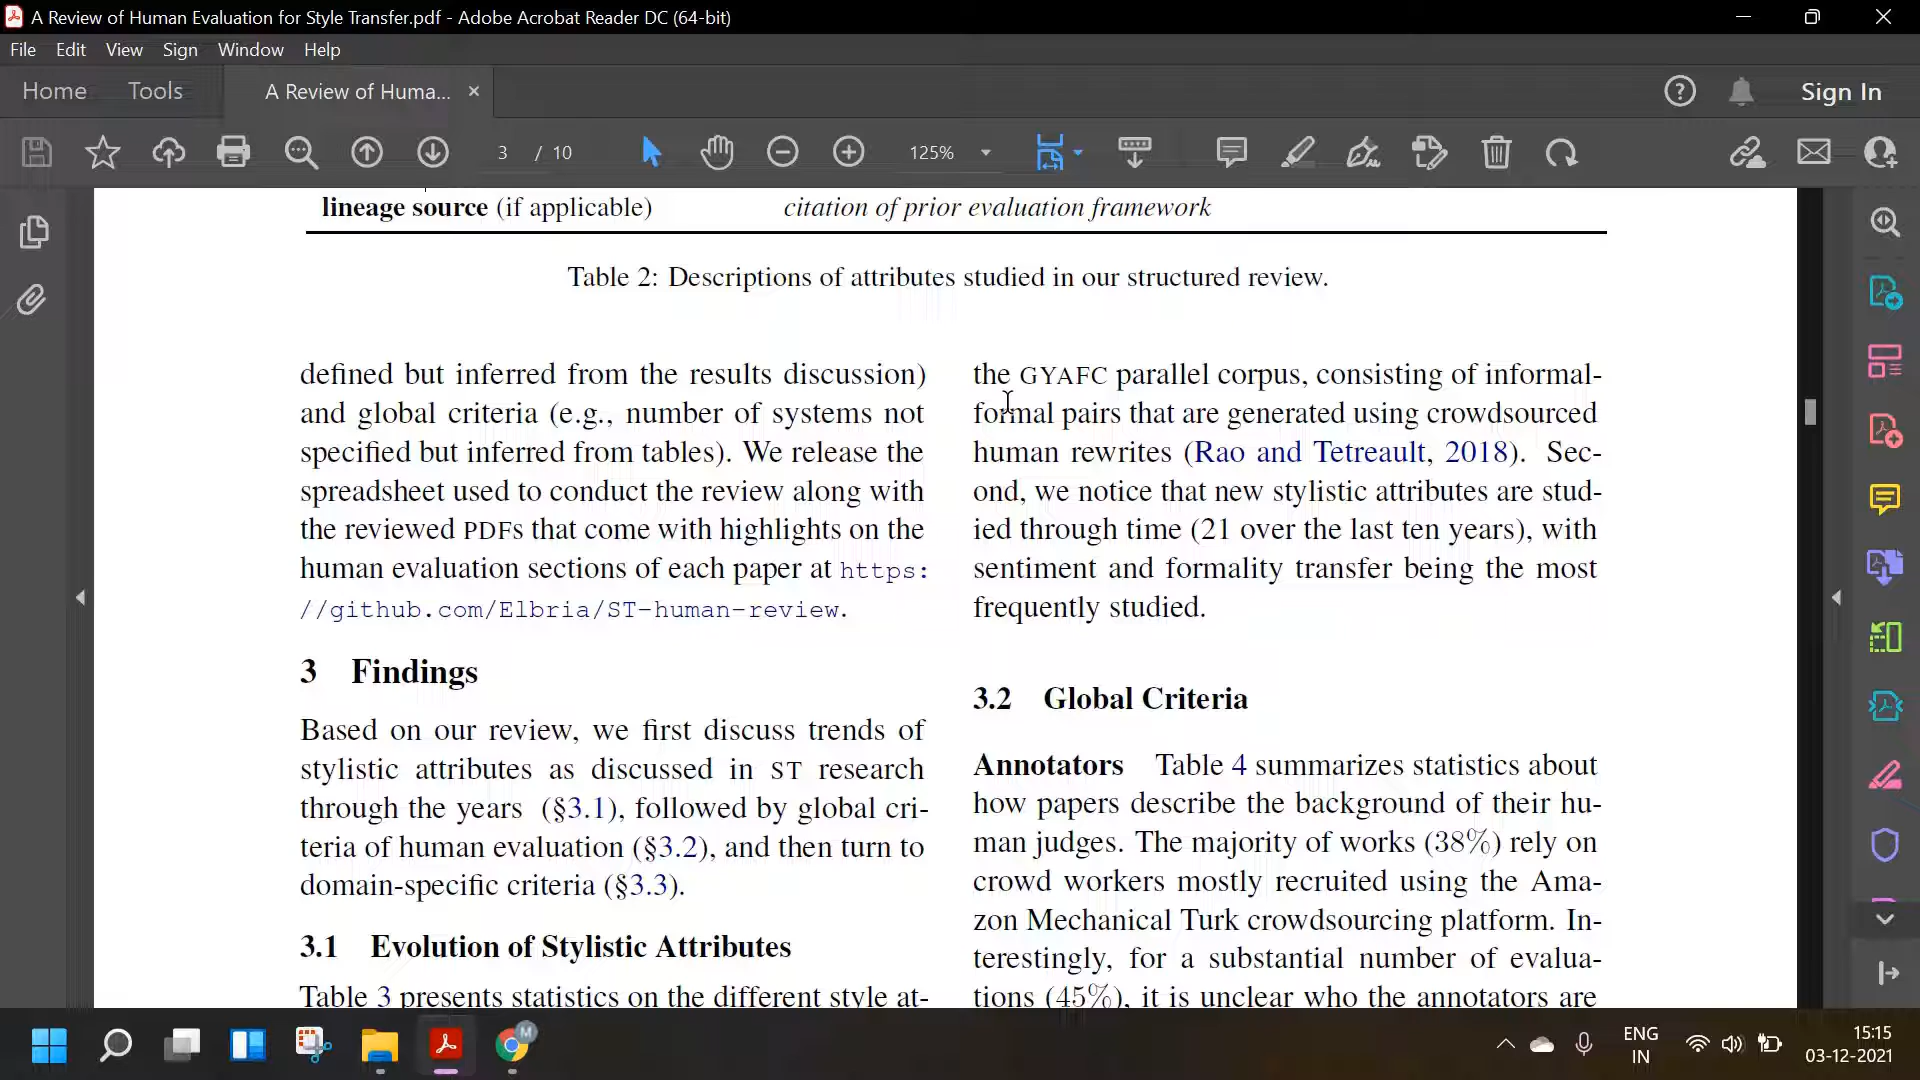 A Review of Human Evaluation for Style Transfer.pdf - Adobe Acrobat Reader DC (64-bit)
File Edit View Sign Window Help
Home Tools A Review of Huma... Sign In
3 / 10 125%
lineage source (if applicable) citation of prior evaluation framework
Table 2: Descriptions of attributes studied in our structured review.
defined but inferred from the results discussion)
and global criteria (e.g., number of systems not
specified but inferred from tables). We release the
spreadsheet used to conduct the review along with
the reviewed PDFs that come with highlights on the
human evaluation sections of each paper at https:
//github.com/Elbria/ST-human-review.
3 Findings
Based on our review, we first discuss trends of
stylistic attributes as discussed in ST research
through the years (§3.1), followed by global cri-
teria of human evaluation (§3.2), and then turn to
domain-specific criteria (§3.3).
3.1 Evolution of Stylistic Attributes
Table 3 presents statistics on the different style at-
the GYAFC parallel corpus, consisting of informal-
formal pairs that are generated using crowdsourced
human rewrites (Rao and Tetreault, 2018). Sec-
ond, we notice that new stylistic attributes are stud-
ied through time (21 over the last ten years), with
sentiment and formality transfer being the most
frequently studied.
3.2 Global Criteria
Annotators Table 4 summarizes statistics about
how papers describe the background of their hu-
man judges. The majority of works (38%) rely on
crowd workers mostly recruited using the Ama-
zon Mechanical Turk crowdsourcing platform. In-
terestingly, for a substantial number of evalua-
tions (45%), it is unclear who the annotators are
M
ENG
IN
15:15
03-12-2021